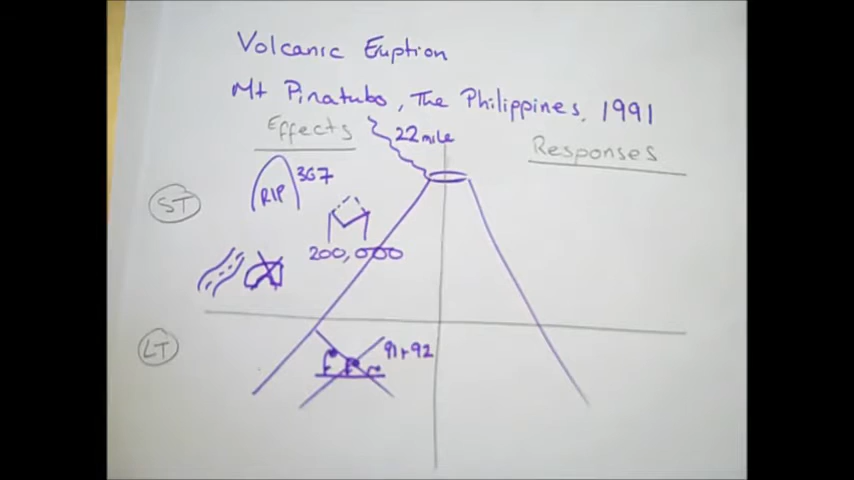 Volcanic Eruption
Mt Pinatubo, The Philippines, 1991
Effects
22 mile
Responses
RIP 367
ST
200,000
LT
91+92